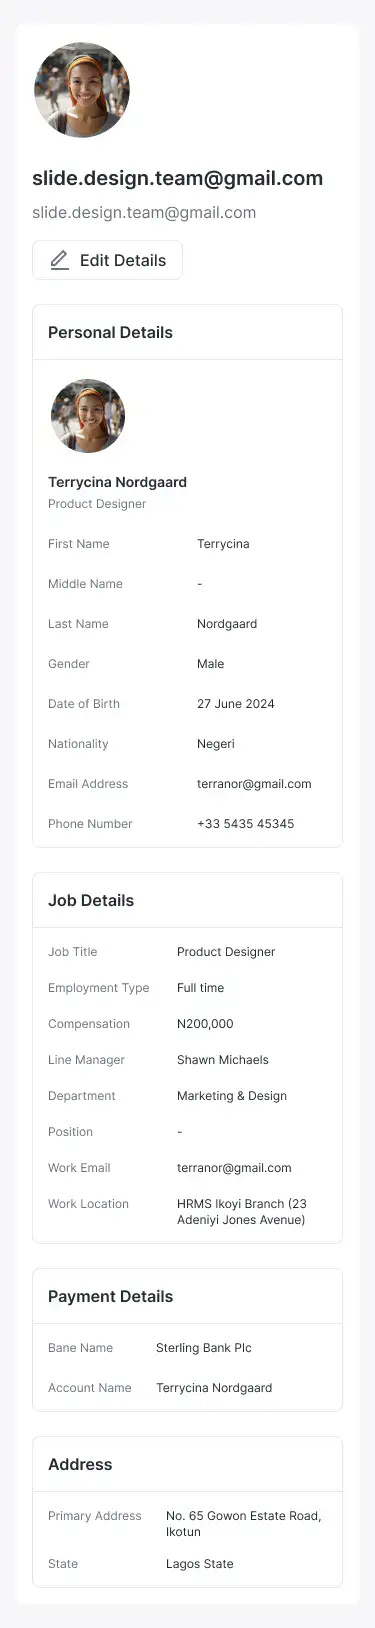 slide.design.team@gmail.com
slide.design.team@gmail.com
Edit Details
Personal Details
Terrycina Nordgaard
Product Designer
First Name Terrycina
Middle Name -
Last Name Nordgaard
Gender Male
Date of Birth 27 June 2024
Nationality Negeri
Email Address terranor@gmail.com
Phone Number +33 5435 45345
Job Details
Job Title Product Designer
Employment Type Full time
Compensation N200,000
Line Manager Shawn Michaels
Department Marketing & Design
Position -
Work Email terranor@gmail.com
Work Location HRMS Ikoyi Branch (23
Adeniyi Jones Avenue)
Payment Details
Bane Name Sterling Bank Plc
Account Name Terrycina Nordgaard
Address
Primary Address No. 65 Gowon Estate Road,
Ikotun
State Lagos State